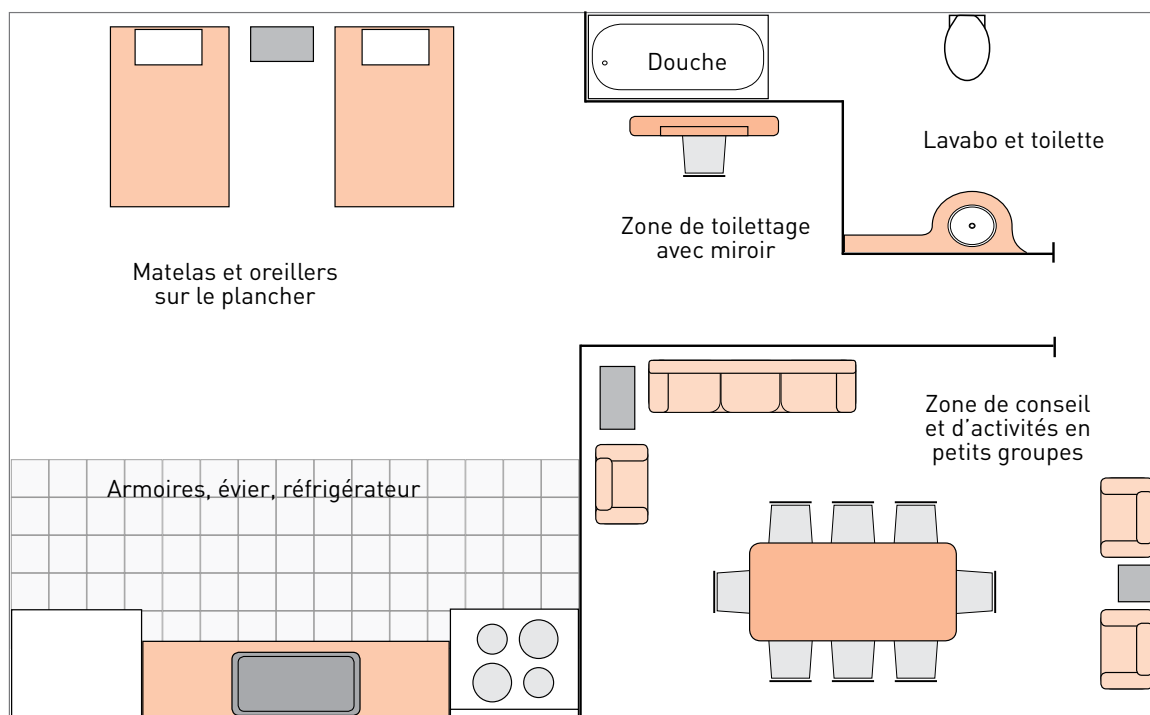 Douche
Lavabo et toilette
Zone de toilettage
avec miroir
Matelas et oreillers
sur le plancher
Zone de conseil
et d'activités en
petits groupes
Armoires, évier, réfrigérateur